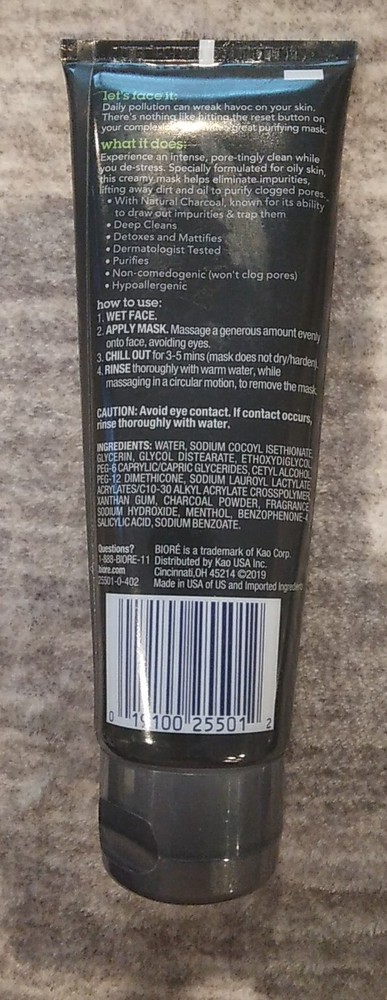 let's face it:
Daily pollution can wreak havoc on your skin.
There's nothing like hitting the reset button on
your great purifying mask.
what it does:
Experience an intense, pore-tingly clean while
you de-stress. Specially formulated for oily skin,
this creamy mask helps eliminate impurities,
lifting away dirt and oil to purify clogged pores.
• With Natural Charcoal, known for its ability
to draw out impurities & trap them
• Deep Cleans
• Detoxes and Mattifies
• Dermatologist Tested
• Purifies
• Non-comedogenic (won't clog pores)
• Hypoallergenic
how to use:
1. WET FACE.
2. APPLY MASK. Massage a generous amount evenly
onto face, avoiding eyes.
3. CHILL OUT for 3-5 mins (mask does not dry/harden).
4. RINSE thoroughly with warm water, while
massaging in a circular motion, to remove the mask.
CAUTION: Avoid eye contact. If contact occurs,
rinse thoroughly with water.
INGREDIENTS: WATER, SODIUM COCOYL ISETHIONATE,
GLYCERIN, GLYCOL DISTEARATE, ETHOXYDIGLYCOL,
PEG-6 CAPRYLIC/CAPRIC GLYCERIDES, CETYL ALCOHOL,
PEG-12 DIMETHICONE, SODIUM LAUROYL LACTYLATE,
ACRYLATES/C10-30 ALKYL ACRYLATE CROSSPOLYMER,
XANTHAN GUM, CHARCOAL POWDER, FRAGRANCE,
SODIUM HYDROXIDE, MENTHOL, BENZOPHENONE-4,
SALICYLIC ACID, SODIUM BENZOATE.
Questions? BIORÉ is a trademark of Kao Corp.
1-888-BIORE-11 Distributed by Kao USA Inc.
biore.com Cincinnati, OH 45214 ©2019
25501-0-402 Made in USA of US and Imported Ingredients
0 19100 25501 2